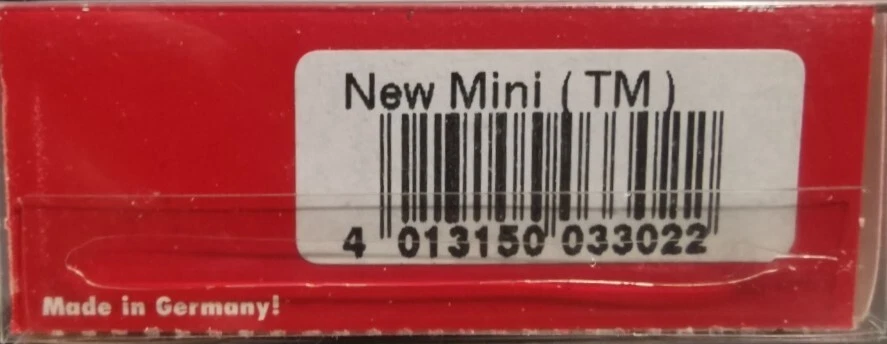 New Mini ( TM )
4 013150 033022
Made in Germany!